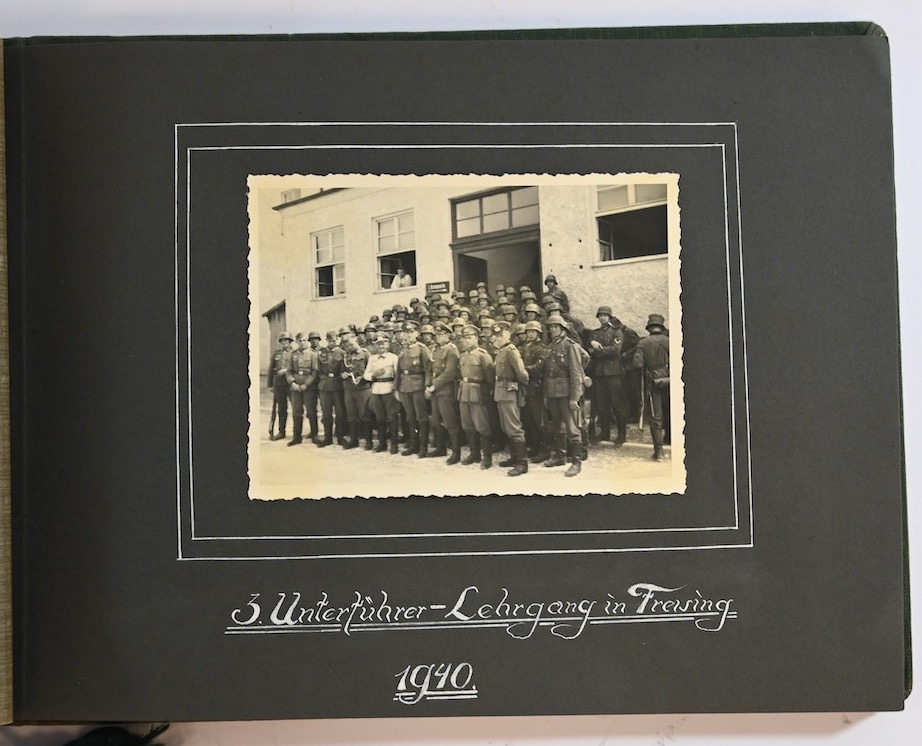 3. Unterführer-Lehrgang in Freising
1940.